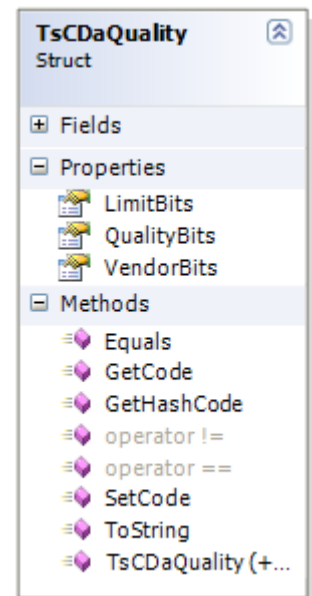 TsCDaQuality
Struct
Fields
Properties
LimitBits
QualityBits
VendorBits
Methods
Equals
GetCode
GetHashCode
operator !=
operator ==
SetCode
ToString
TsCDaQuality (+...